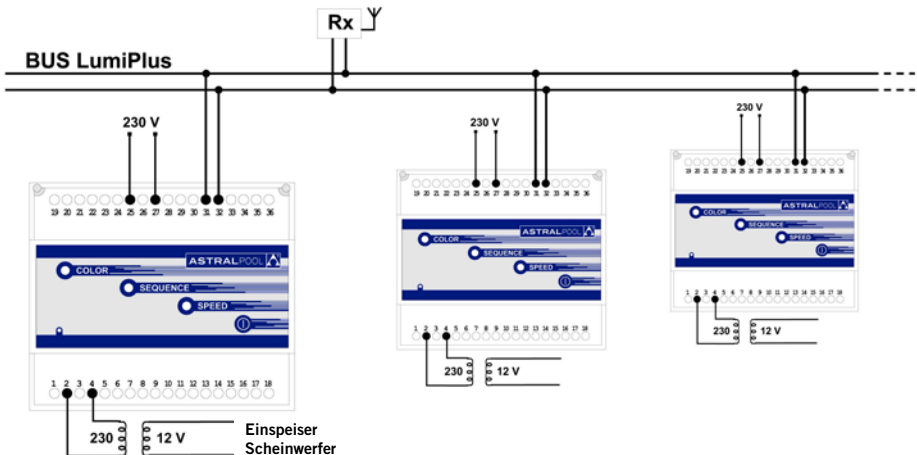 Rx
BUS LumiPlus
230 V
230 V
230 V
19 20 21 22 23 24 25 26 27 28 29 30 31 32 33 34 35 36
19 20 21 22 23 24 25 26 27 28 29 30 31 32 33 34 35 36
19 20 21 22 23 24 25 26 27 28 29 30 31 32 33 34 35 36
ASTRALPOOL
COLOR
SEQUENCE
SPEED
ASTRALPOOL
COLOR
SEQUENCE
SPEED
ASTRALPOOL
COLOR
SEQUENCE
SPEED
1 2 3 4 5 6 7 8 9 10 11 12 13 14 15 16 17 18
1 2 3 4 5 6 7 8 9 10 11 12 13 14 15 16 17 18
1 2 3 4 5 6 7 8 9 10 11 12 13 14 15 16 17 18
230 12 V
230 12 V
230 12 V
Einspeiser
Scheinwerfer